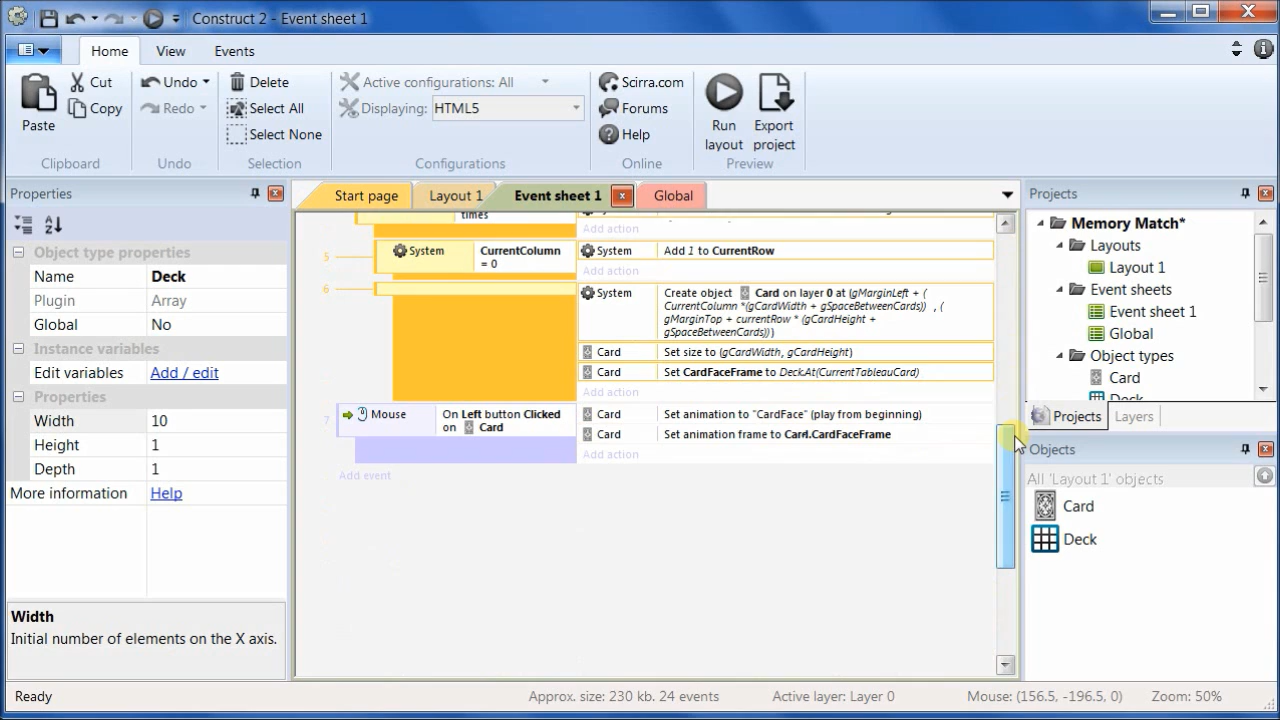 Construct 2 - Event sheet 1
Home
View
Events
Paste
Cut
Copy
Clipboard
Undo
Redo
Undo
Delete
Select All
Select None
Selection
Active configurations: All
Displaying: HTML5
Configurations
Scirra.com
Forums
Help
Online
Run
layout
Export
project
Preview
Properties
Object type properties
Name Deck
Plugin Array
Global No
Instance variables
Edit variables Add / edit
Properties
Width 10
Height 1
Depth 1
More information Help
Width
Initial number of elements on the X axis.
Start page
Layout 1
Event sheet 1
x
Global
times
Add action
5 System CurrentColumn
= 0
System Add 1 to CurrentRow
Add action
6
System Create object Card on layer 0 at (gMarginLeft + (
CurrentColumn *(gCardWidth + gSpaceBetweenCards)) , (
gMarginTop + currentRow * (gCardHeight +
gSpaceBetweenCards)))
Card Set size to (gCardWidth, gCardHeight)
Card Set CardFaceFrame to Deck.At(CurrentTableauCard)
Add action
7 Mouse On Left button Clicked
on Card
Card Set animation to "CardFace" (play from beginning)
Card Set animation frame to Card.CardFaceFrame
Add action
Add event
Projects
Memory Match*
Layouts
Layout 1
Event sheets
Event sheet 1
Global
Object types
Card
Projects
Layers
Objects
All 'Layout 1' objects
Card
Deck
Ready
Approx. size: 230 kb. 24 events
Active layer: Layer 0
Mouse: (156.5, -196.5, 0)
Zoom: 50%